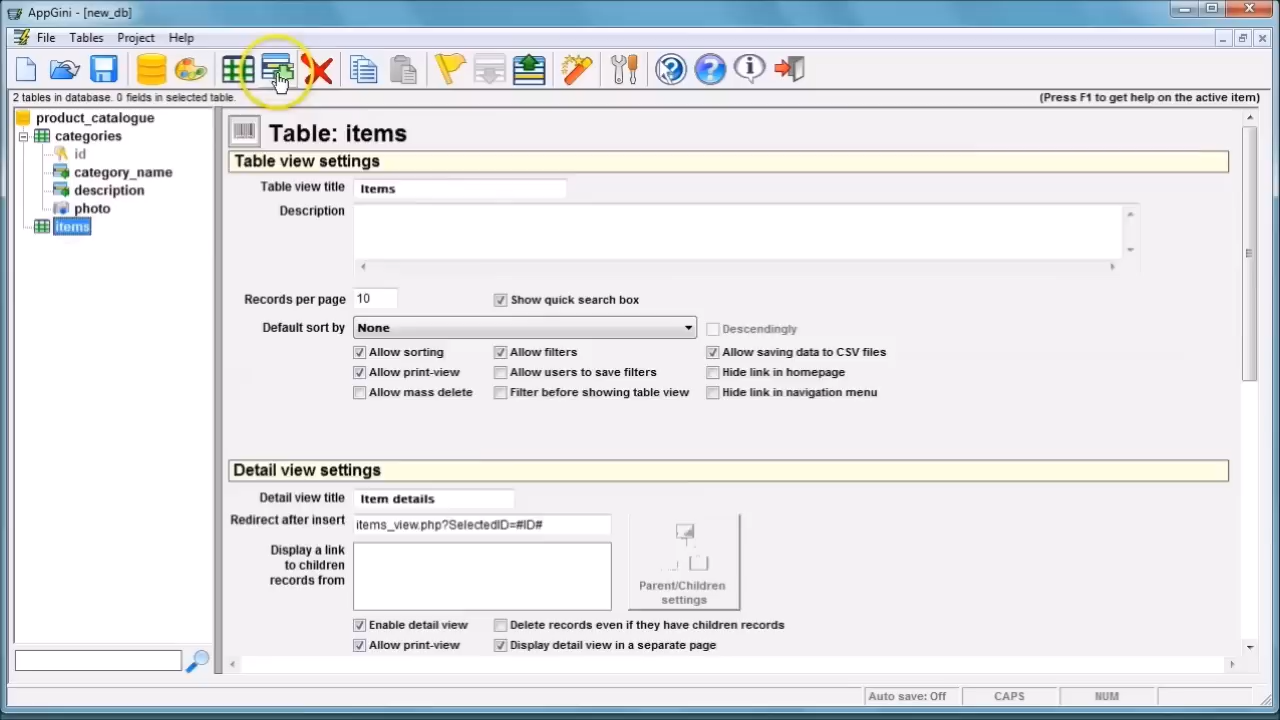 AppGini - [new_db]
File Tables Project Help
2 tables in database. 0 fields in selected table. (Press F1 to get help on the active item)
product_catalogue
categories
id
category_name
description
photo
items
Table: items
Table view settings
Table view title Items
Description
Records per page 10 Show quick search box
Default sort by None Descendingly
Allow sorting Allow filters Allow saving data to CSV files
Allow print-view Allow users to save filters Hide link in homepage
Allow mass delete Filter before showing table view Hide link in navigation menu
Detail view settings
Detail view title Item details
Redirect after insert items_view.php?SelectedID=#ID#
Display a link
to children
records from
Parent/Children
settings
Enable detail view Delete records even if they have children records
Allow print-view Display detail view in a separate page
Auto save: Off CAPS NUM